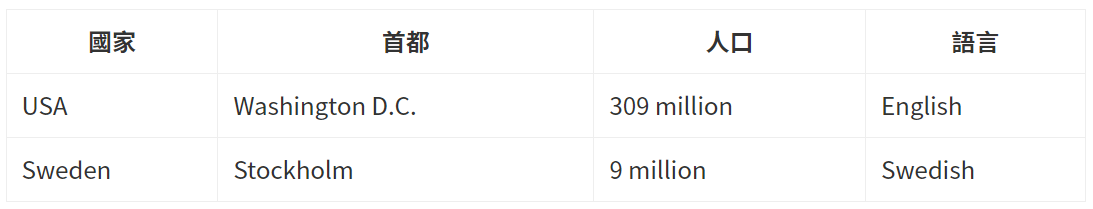 國家 首都 人口 語言
USA Washington D.C. 309 million English
Sweden Stockholm 9 million Swedish